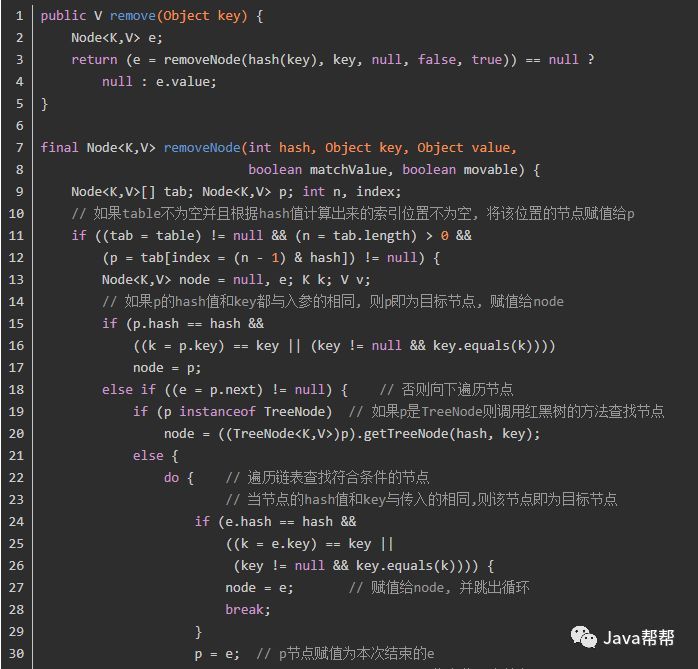 1 public V remove(Object key) {
2 Node<K,V> e;
3 return (e = removeNode(hash(key), key, null, false, true)) == null ?
4 null : e.value;
5 }
6
7 final Node<K,V> removeNode(int hash, Object key, Object value,
8 boolean matchValue, boolean movable) {
9 Node<K,V>[] tab; Node<K,V> p; int n, index;
10 // 如果table不为空并且根据hash值计算出来的索引位置不为空, 将该位置的节点赋值给p
11 if ((tab = table) != null && (n = tab.length) > 0 &&
12 (p = tab[index = (n - 1) & hash]) != null) {
13 Node<K,V> node = null, e; K k; V v;
14 // 如果p的hash值和key都与入参的相同, 则p即为目标节点, 赋值给node
15 if (p.hash == hash &&
16 ((k = p.key) == key || (key != null && key.equals(k))))
17 node = p;
18 else if ((e = p.next) != null) { // 否则向下遍历节点
19 if (p instanceof TreeNode) // 如果p是TreeNode则调用红黑树的方法查找节点
20 node = ((TreeNode<K,V>)p).getTreeNode(hash, key);
21 else {
22 do { // 遍历链表查找符合条件的节点
23 // 当节点的hash值和key与传入的相同,则该节点即为目标节点
24 if (e.hash == hash &&
25 ((k = e.key) == key ||
26 (key != null && key.equals(k)))) {
27 node = e; // 赋值给node, 并跳出循环
28 break;
29 }
30 p = e; // p节点赋值为本次结束的e
Java帮帮